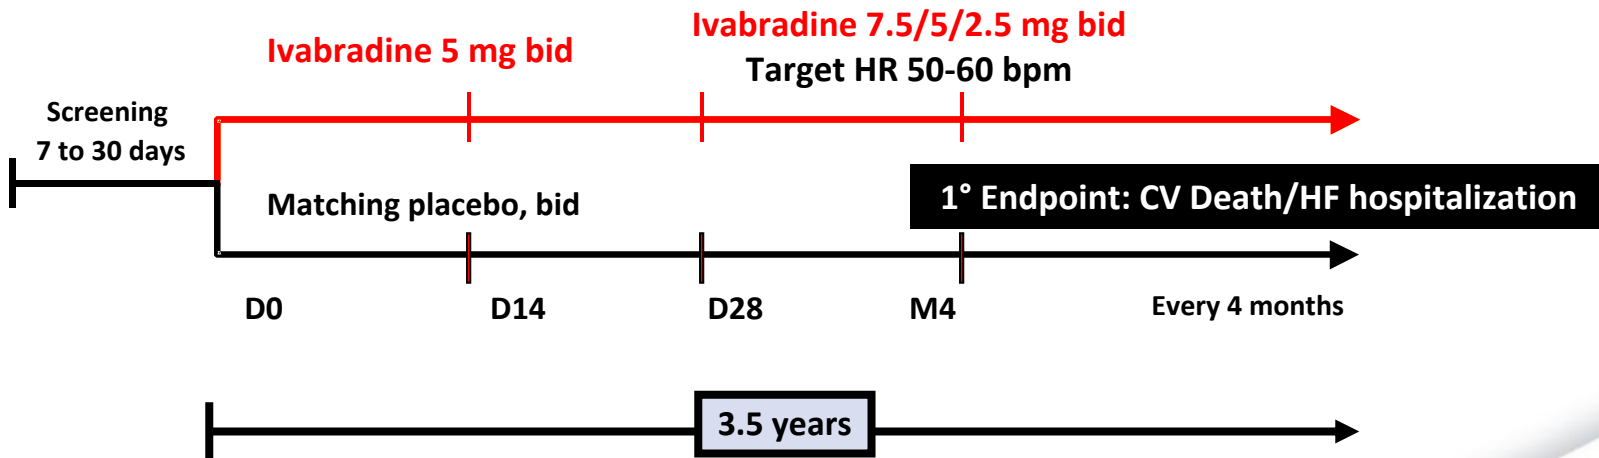 Ivabradine 7.5/5/2.5 mg bid
Ivabradine 5 mg bid
Target HR 50-60 bpm
Screening
7 to 30 days
1° Endpoint: CV Death/HF hospitalization
Matching placebo, bid
D0 D14 D28 M4 Every 4 months
3.5 years